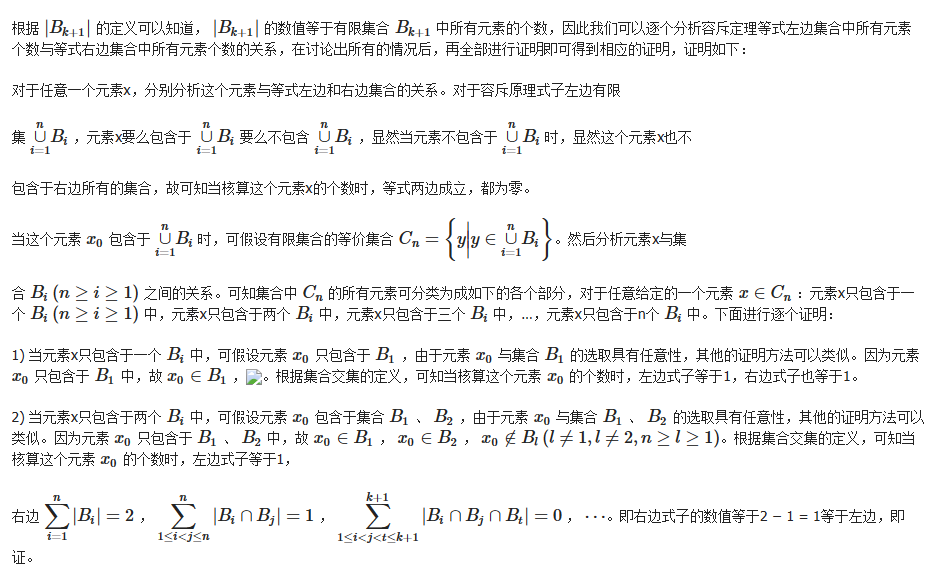 根据 |B_{k+1}| 的定义可以知道， |B_{k+1}| 的数值等于有限集合 B_{k+1} 中所有元素的个数，因此我们可以逐个分析容斥定理等式左边集合中所有元素
个数与等式右边集合中所有元素个数的关系，在讨论出所有的情况后，再全部进行证明即可得到相应的证明，证明如下：
对于任意一个元素x，分别分析这个元素与等式左边和右边集合的关系。对于容斥原理式子左边有限
集 \bigcup_{i=1}^{n} B_i ，元素x要么包含于 \bigcup_{i=1}^{n} B_i 要么不包含 \bigcup_{i=1}^{n} B_i ，显然当元素不包含于 \bigcup_{i=1}^{n} B_i 时，显然这个元素x也不
包含于右边所有的集合，故可知当核算这个元素x的个数时，等式两边成立，都为零。
当这个元素 x_0 包含于 \bigcup_{i=1}^{n} B_i 时，可假设有限集合的等价集合 C_n = \{ y | y ∈ \bigcup_{i=1}^{n} B_i \}。然后分析元素x与集
合 B_i (n ≥ i ≥ 1) 之间的关系。可知集合中 C_n 的所有元素可分类为成如下的各个部分，对于任意给定的一个元素 x ∈ C_n：元素x只包含于一
个 B_i (n ≥ i ≥ 1) 中，元素x只包含于两个 B_i 中，元素x只包含于三个 B_i 中，...，元素x只包含于n个 B_i 中。下面进行逐个证明：
1) 当元素x只包含于一个 B_i 中，可假设元素 x_0 只包含于 B_1 ，由于元素 x_0 与集合 B_1 的选取具有任意性，其他的证明方法可以类似。因为元素
x_0 只包含于 B_1 中，故 x_0 ∈ B_1 ，。根据集合交集的定义，可知当核算这个元素 x_0 的个数时，左边式子等于1，右边式子也等于1。
2) 当元素x只包含于两个 B_i 中，可假设元素 x_0 包含于集合 B_1 、 B_2 ，由于元素 x_0 与集合 B_1 、 B_2 的选取具有任意性，其他的证明方法可以
类似。因为元素 x_0 只包含于 B_1 、 B_2 中，故 x_0 ∈ B_1 ， x_0 ∈ B_2 ， x_0 ∉ B_l (l ≠ 1, l ≠ 2, n ≥ l ≥ 1)。根据集合交集的定义，可知当
核算这个元素 x_0 的个数时，左边式子等于1，
右边 \sum_{i=1}^{n} |B_i| = 2 ， \sum_{1≤i<j≤n}^{n} |B_i ∩ B_j| = 1 ， \sum_{1≤i<j<t≤k+1}^{k+1} |B_i ∩ B_j ∩ B_t| = 0 ， ⋯。即右边式子的数值等于2 − 1 = 1等于左边，即
证。